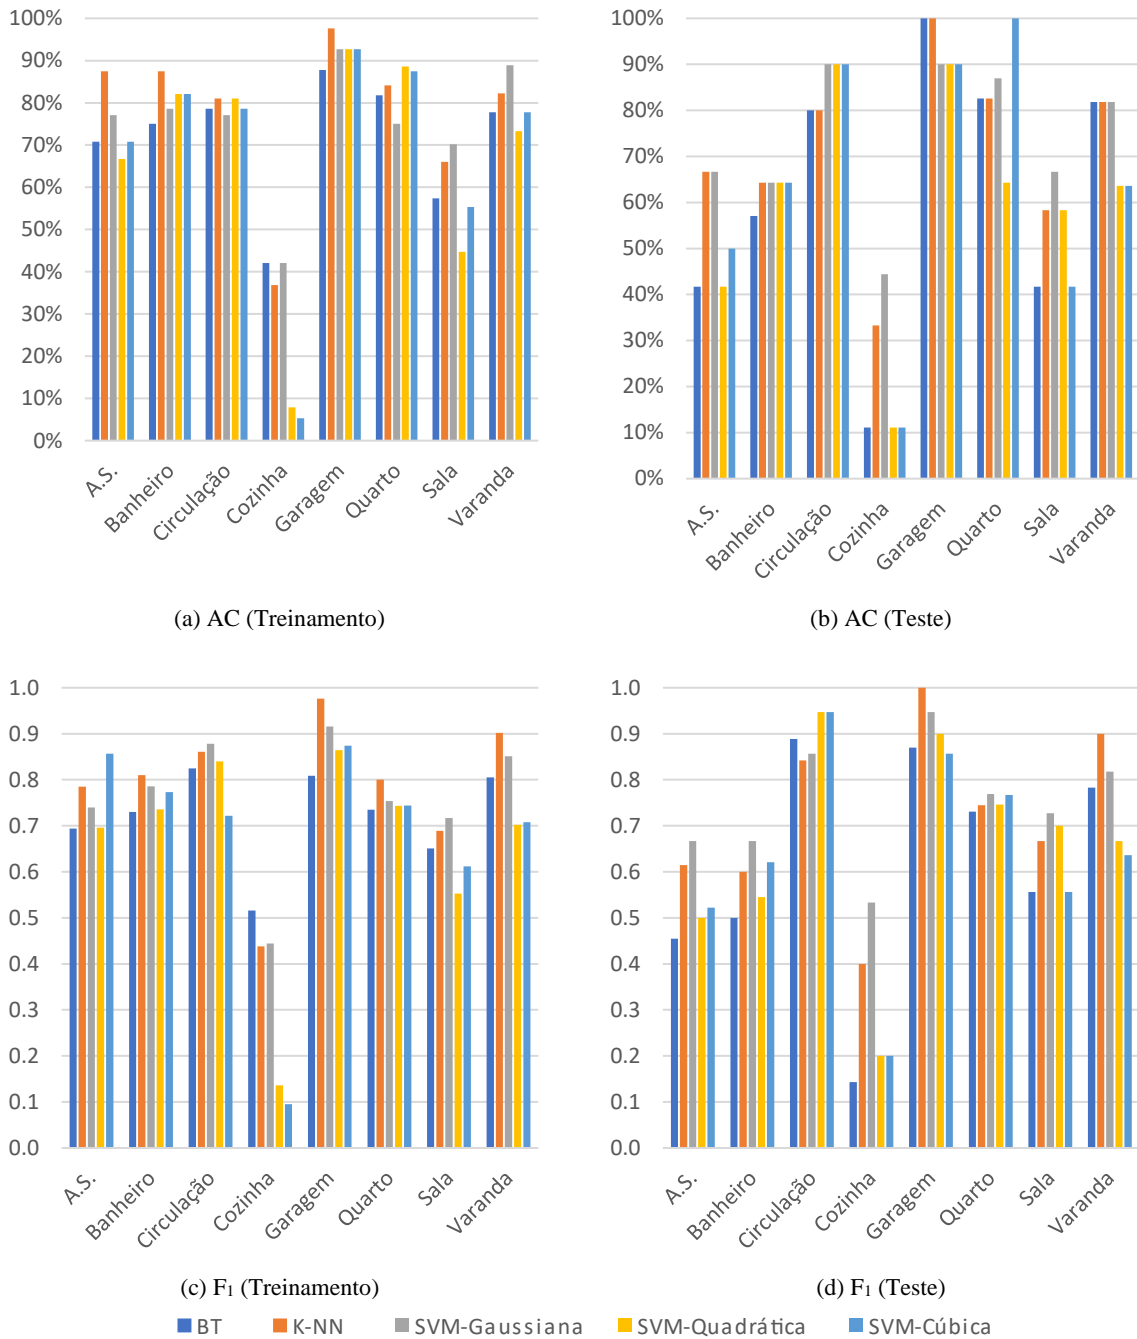 100%
90%
80%
70%
60%
50%
40%
30%
20%
10%
0%
A.S.
Banheiro
Circulação
Cozinha
Garagem
Quarto
Sala
Varanda
(a) AC (Treinamento)
100%
90%
80%
70%
60%
50%
40%
30%
20%
10%
0%
A.S.
Banheiro
Circulação
Cozinha
Garagem
Quarto
Sala
Varanda
(b) AC (Teste)
1.0
0.9
0.8
0.7
0.6
0.5
0.4
0.3
0.2
0.1
0.0
A.S.
Banheiro
Circulação
Cozinha
Garagem
Quarto
Sala
Varanda
(c) F1 (Treinamento)
1.0
0.9
0.8
0.7
0.6
0.5
0.4
0.3
0.2
0.1
0.0
A.S.
Banheiro
Circulação
Cozinha
Garagem
Quarto
Sala
Varanda
(d) F1 (Teste)
BT K-NN SVM-Gaussiana SVM-Quadrática SVM-Cúbica